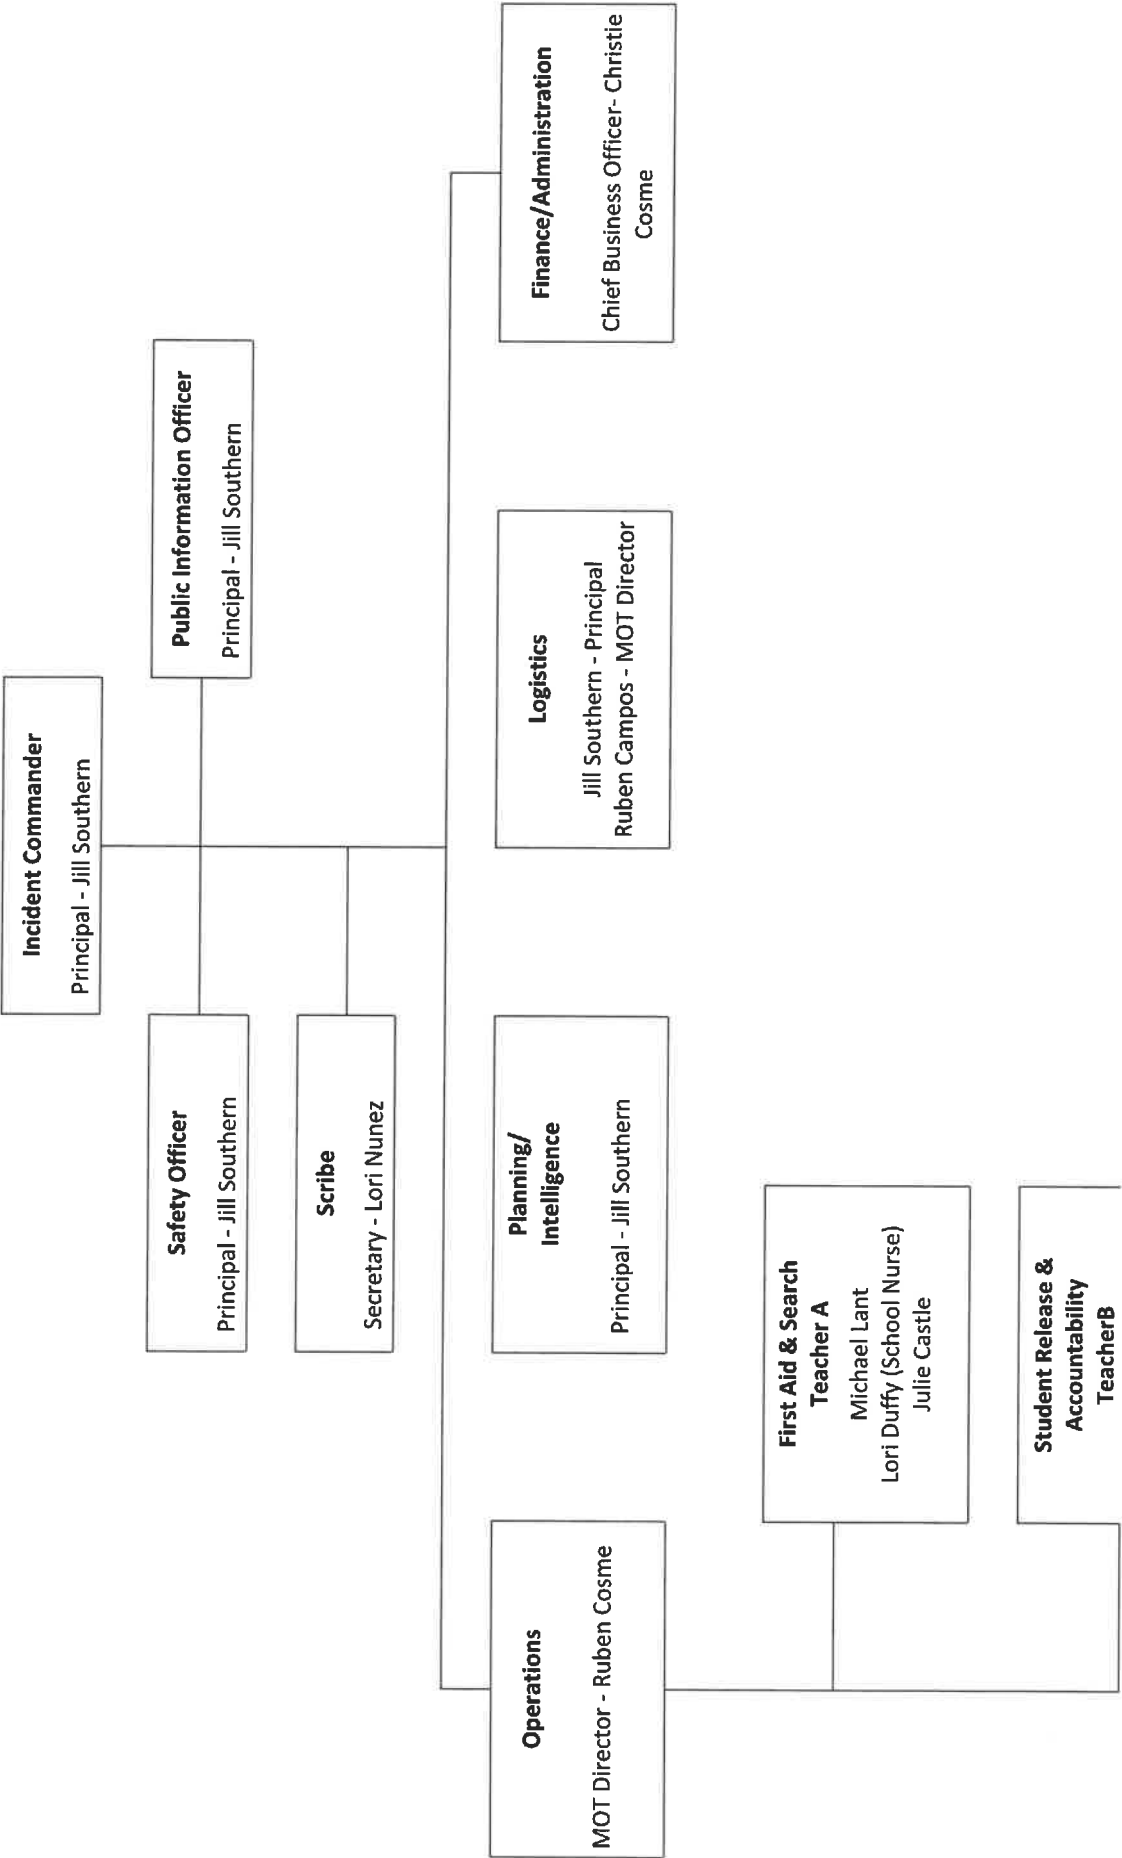 Incident Commander
Principal - Jill Southern
Safety Officer
Principal - Jill Southern
Public Information Officer
Principal - Jill Southern
Scribe
Secretary - Lori Nunez
Operations
MOT Director - Ruben Cosme
Planning/
Intelligence
Principal - Jill Southern
Logistics
Jill Southern - Principal
Ruben Campos - MOT Director
Finance/Administration
Chief Business Officer- Christie
Cosme
First Aid & Search
Teacher A
Michael Lant
Lori Duffy (School Nurse)
Julie Castle
Student Release &
Accountability
TeacherB